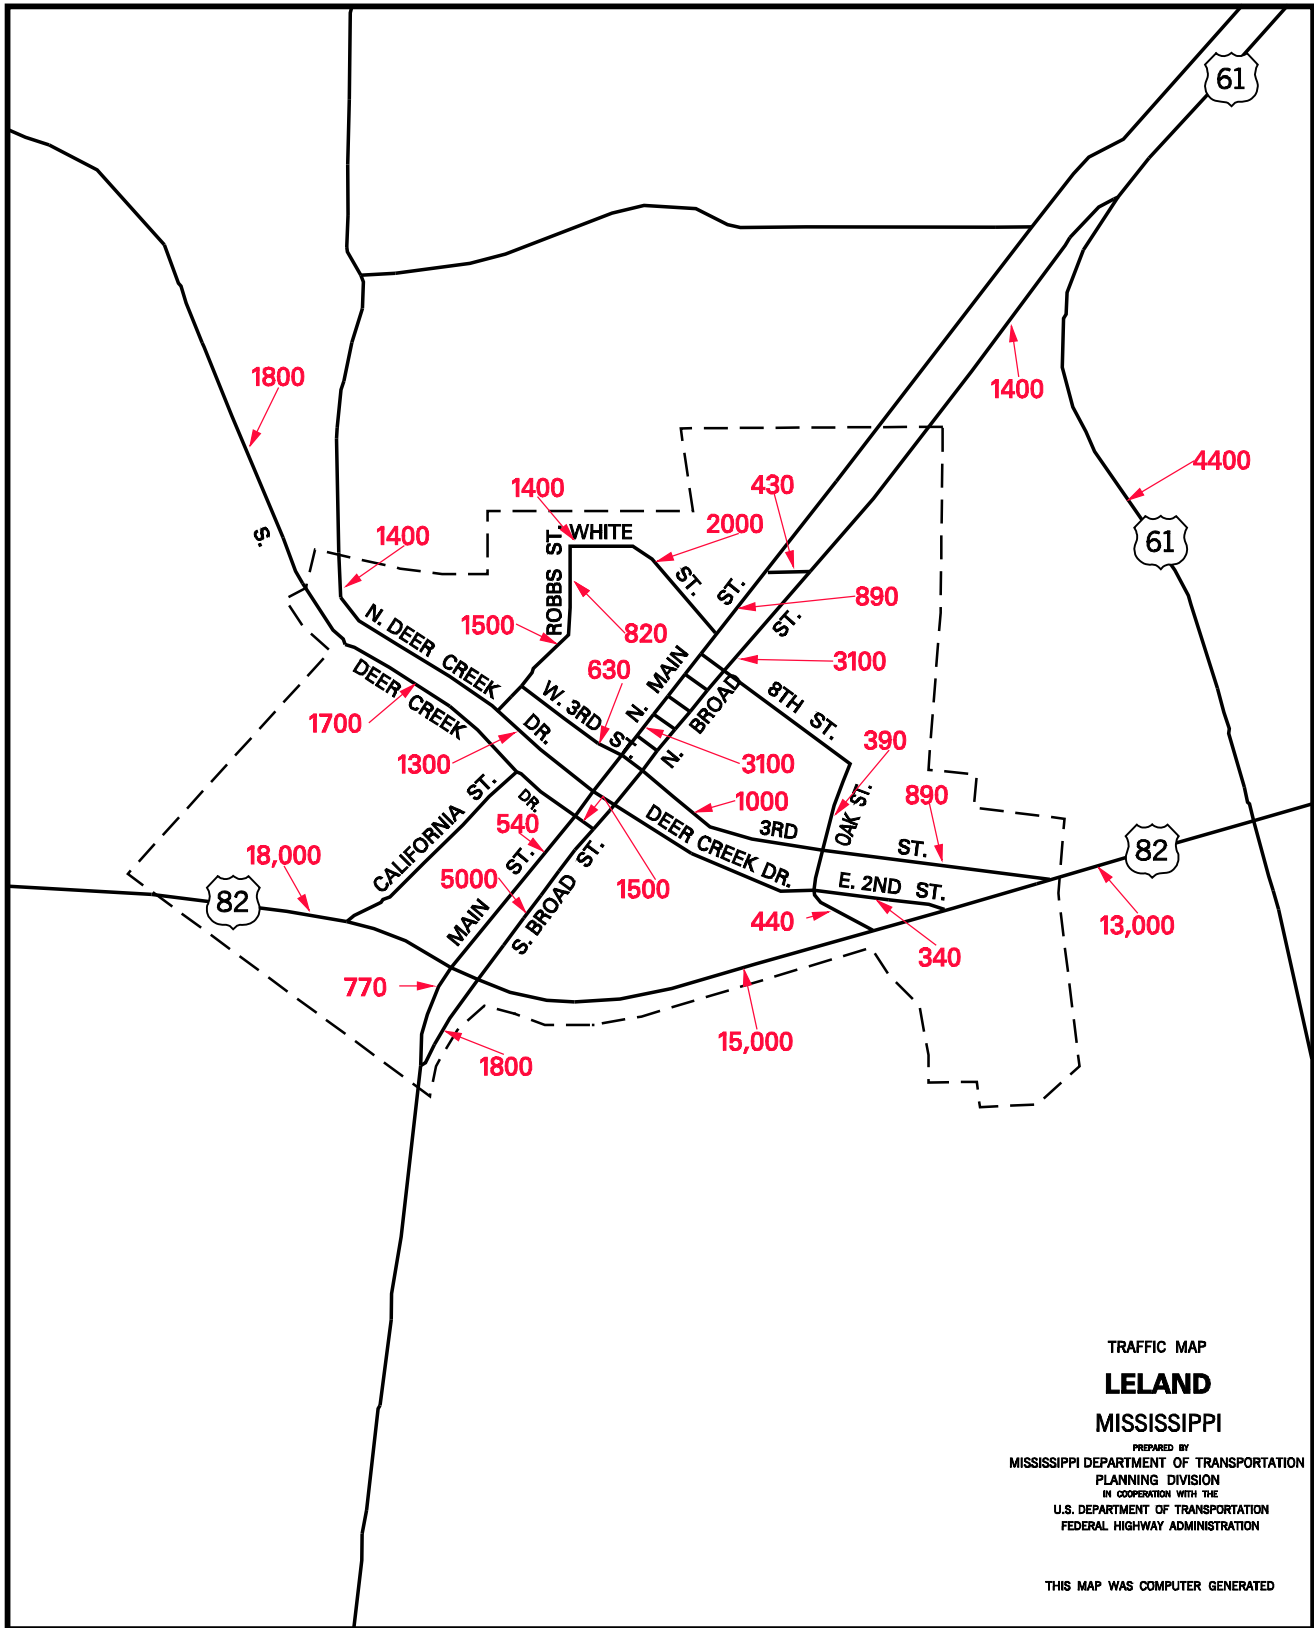 61
1800
1400
4400
1400
430
WHITE
2000
1400
S.
61
ROBBS ST.
ST.
ST.
890
N. DEER CREEK
1500
820
ST.
DEER CREEK
630
N. MAIN
3100
8TH ST.
1700
W. 3RD ST.
DR.
N. BROAD
390
1300
3100
CALIFORNIA ST.
DR.
1000
890
540
DEER CREEK DR.
3RD
OAK ST.
ST.
82
18,000
5000
ST.
1500
E. 2ND ST.
82
MAIN
S. BROAD ST.
440
340
13,000
770
15,000
1800
TRAFFIC MAP
LELAND
MISSISSIPPI
PREPARED BY
MISSISSIPPI DEPARTMENT OF TRANSPORTATION
PLANNING DIVISION
IN COOPERATION WITH THE
U.S. DEPARTMENT OF TRANSPORTATION
FEDERAL HIGHWAY ADMINISTRATION
THIS MAP WAS COMPUTER GENERATED